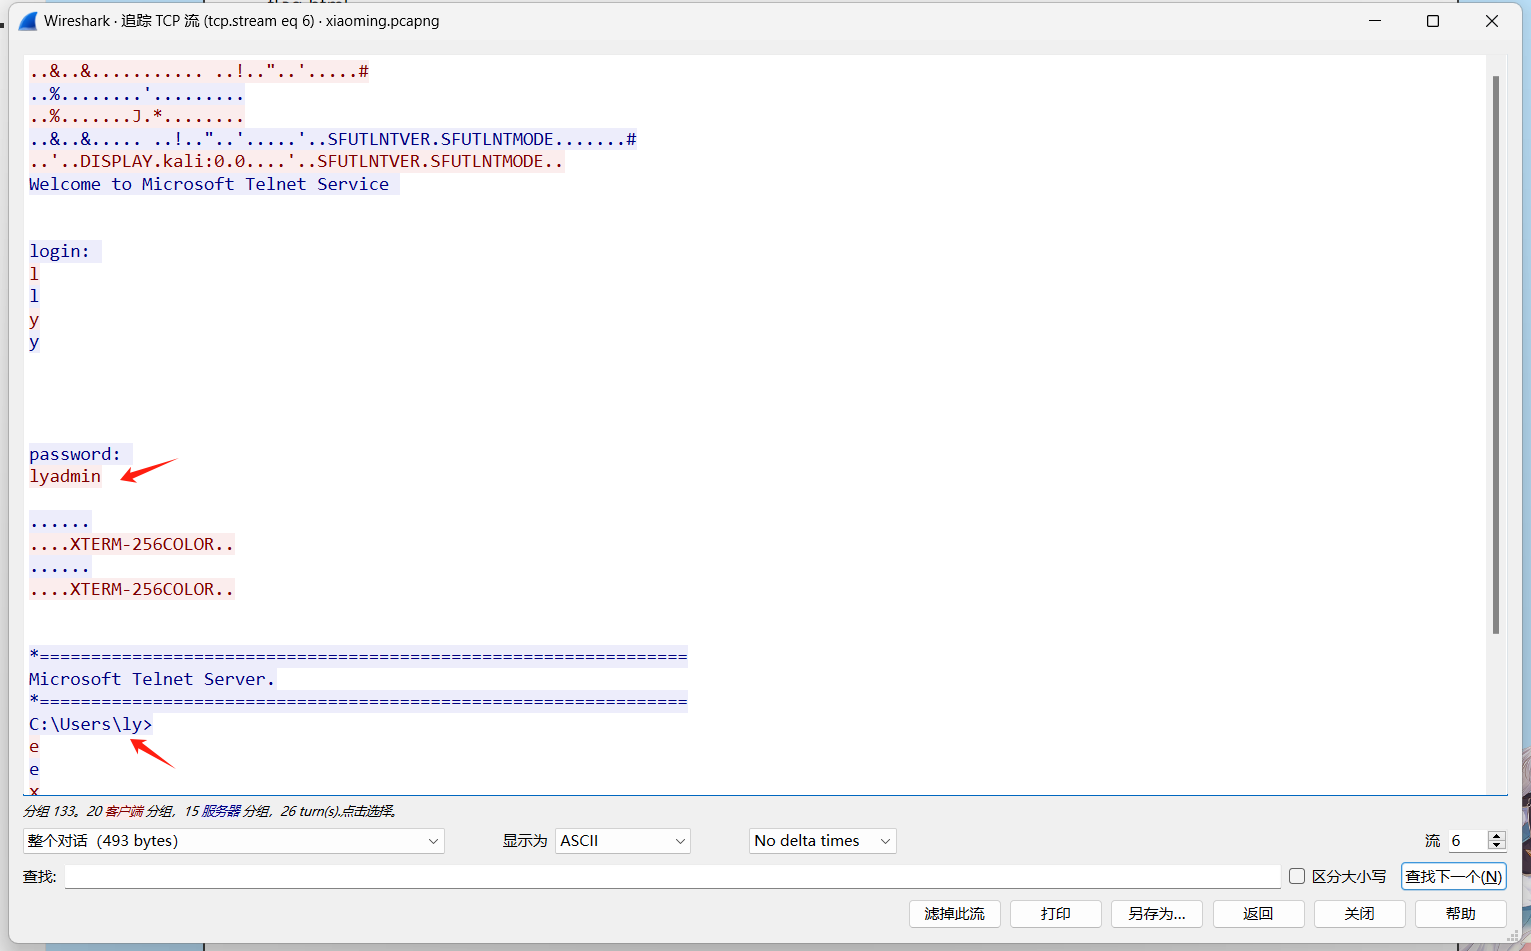 Wireshark · 追踪 TCP 流 (tcp.stream eq 6) · xiaoming.pcapng
..&..&........... ..!.."..'.....#
..%........'.........
..%.......J.*........
..&..&..... ..!.."..'.....'..SFUTLNTVER.SFUTLNTMODE.......#
..'..DISPLAY.kali:0.0....'..SFUTLNTVER.SFUTLNTMODE..
Welcome to Microsoft Telnet Service
login:
l
l
y
y
password:
lyadmin
......
....XTERM-256COLOR..
......
....XTERM-256COLOR..
*===============================================================
Microsoft Telnet Server.
*===============================================================
C:\Users\ly>
e
e
x
分组 133。20 客户端 分组，15 服务器 分组，26 turn(s).点击选择。
整个对话 (493 bytes)
显示为
ASCII
No delta times
流
6
查找:
区分大小写
查找下一个(N)
滤掉此流
打印
另存为...
返回
关闭
帮助